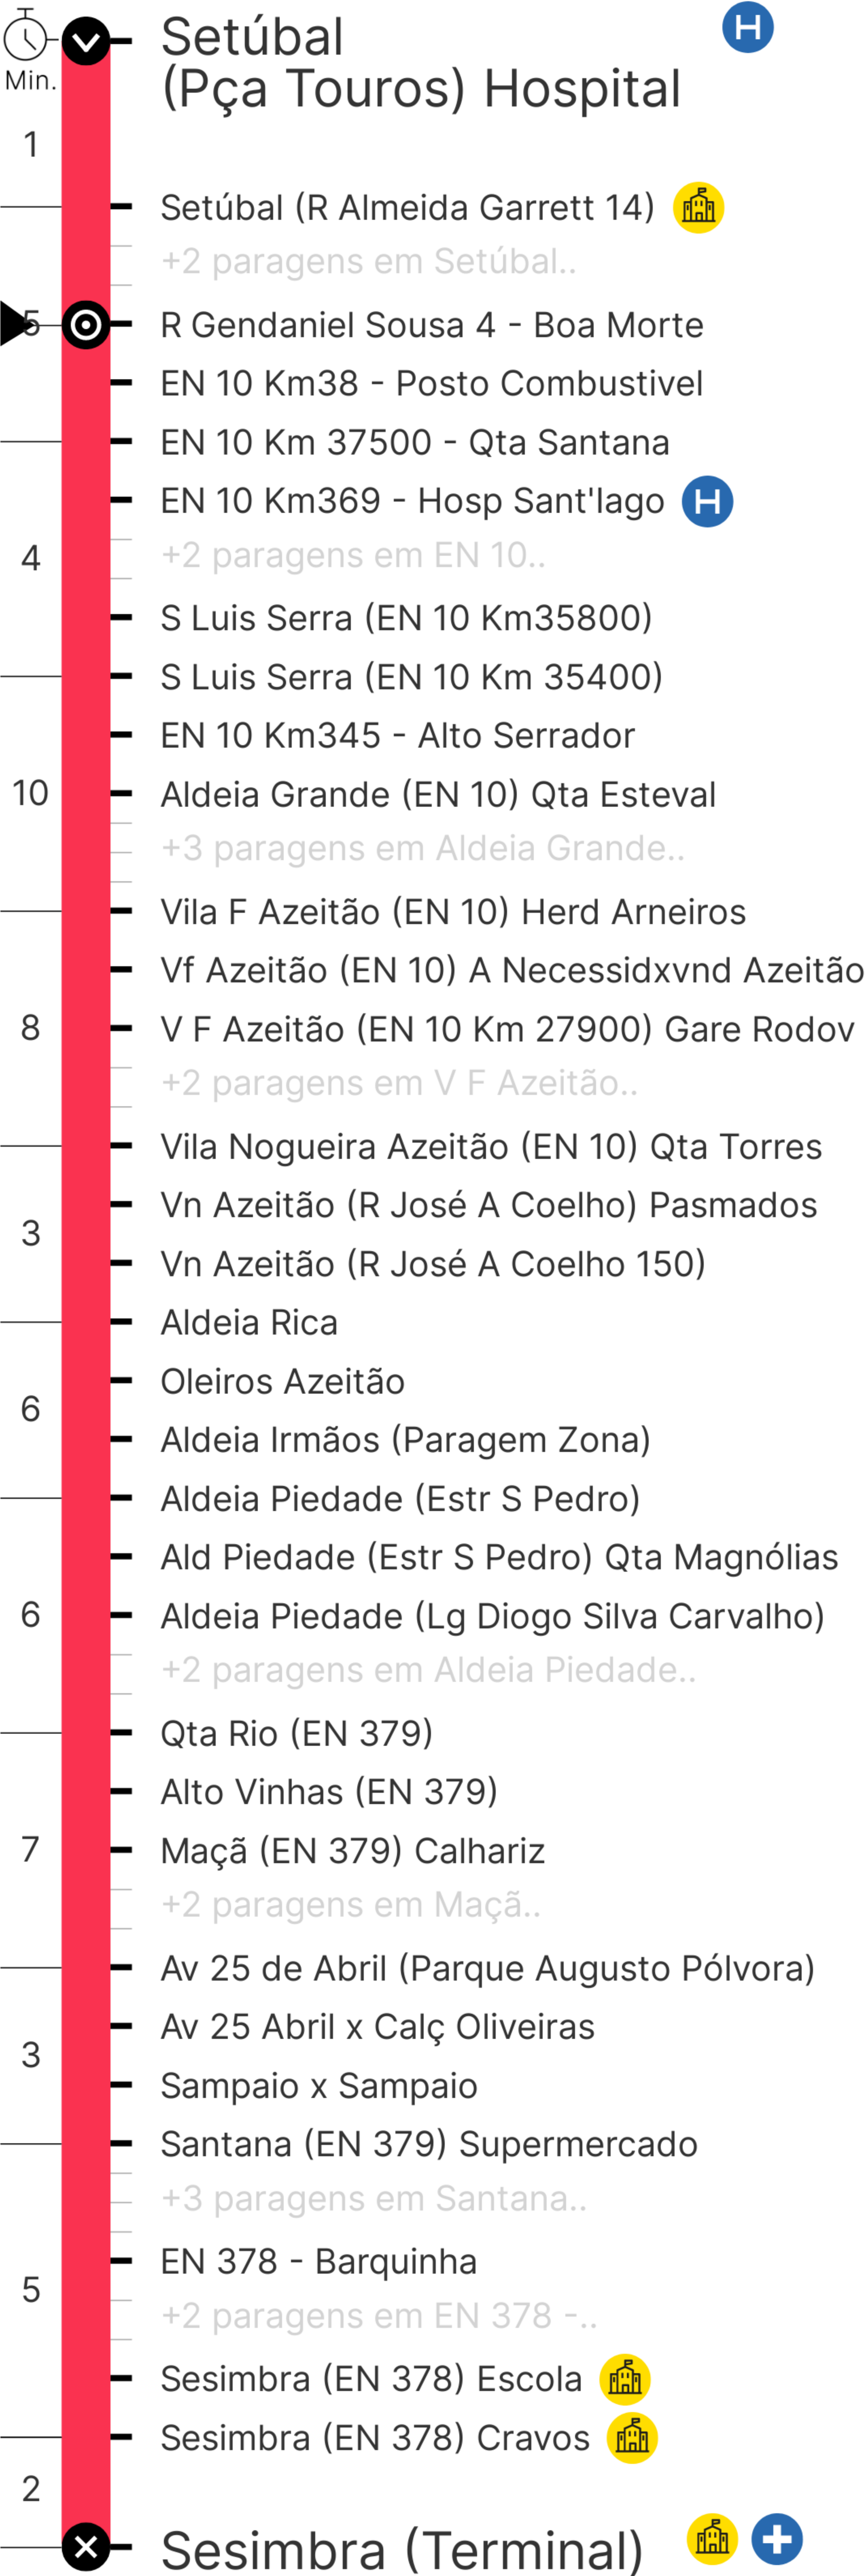 Setúbal
(Pça Touros) Hospital
H
Min.
1
Setúbal (R Almeida Garrett 14)
+2 paragens em Setúbal..
5
R Gendaniel Sousa 4 - Boa Morte
EN 10 Km38 - Posto Combustivel
EN 10 Km 37500 - Qta Santana
EN 10 Km369 - Hosp Sant'Iago
H
+2 paragens em EN 10..
4
S Luis Serra (EN 10 Km35800)
S Luis Serra (EN 10 Km 35400)
EN 10 Km345 - Alto Serrador
10
Aldeia Grande (EN 10) Qta Esteval
+3 paragens em Aldeia Grande..
Vila F Azeitão (EN 10) Herd Arneiros
Vf Azeitão (EN 10) A Necessidxvnd Azeitão
8
V F Azeitão (EN 10 Km 27900) Gare Rodov
+2 paragens em V F Azeitão..
Vila Nogueira Azeitão (EN 10) Qta Torres
Vn Azeitão (R José A Coelho) Pasmados
3
Vn Azeitão (R José A Coelho 150)
Aldeia Rica
Oleiros Azeitão
6
Aldeia Irmãos (Paragem Zona)
Aldeia Piedade (Estr S Pedro)
Ald Piedade (Estr S Pedro) Qta Magnólias
6
Aldeia Piedade (Lg Diogo Silva Carvalho)
+2 paragens em Aldeia Piedade..
Qta Rio (EN 379)
Alto Vinhas (EN 379)
7
Maçã (EN 379) Calhariz
+2 paragens em Maçã..
Av 25 de Abril (Parque Augusto Pólvora)
Av 25 Abril x Calç Oliveiras
3
Sampaio x Sampaio
Santana (EN 379) Supermercado
+3 paragens em Santana..
EN 378 - Barquinha
5
+2 paragens em EN 378 -..
Sesimbra (EN 378) Escola
Sesimbra (EN 378) Cravos
2
Sesimbra (Terminal)